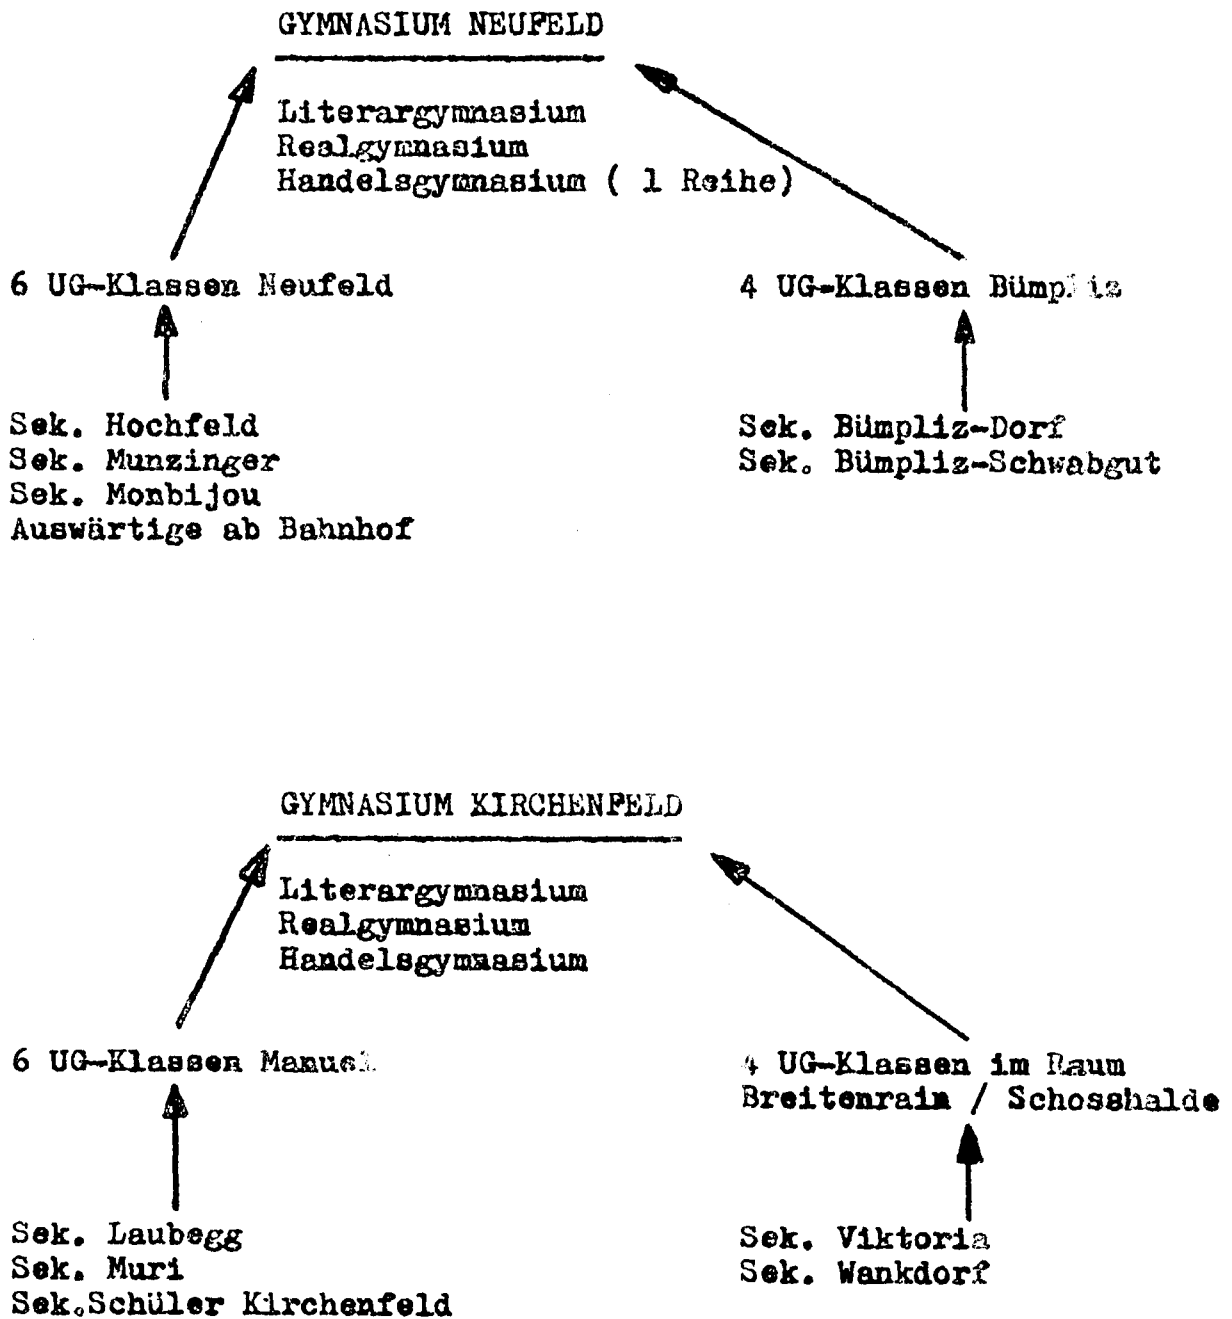 GYMNASIUM NEUFELD
Literargymnasium
Realgymnasium
Handelsgymnasium ( 1 Reihe)
6 UG-Klassen Neufeld
4 UG-Klassen Bümpliz
Sek. Hochfeld
Sek. Munzinger
Sek. Monbijou
Auswärtige ab Bahnhof
Sek. Bümpliz-Dorf
Sek. Bümpliz-Schwabgut
GYMNASIUM KIRCHENFELD
Literargymnasium
Realgymnasium
Handelsgymnasium
6 UG-Klassen Manuel
4 UG-Klassen im Raum
Breitenrain / Schosshalde
Sek. Laubegg
Sek. Muri
Sek.Schüler Kirchenfeld
Sek. Viktoria
Sek. Wankdorf